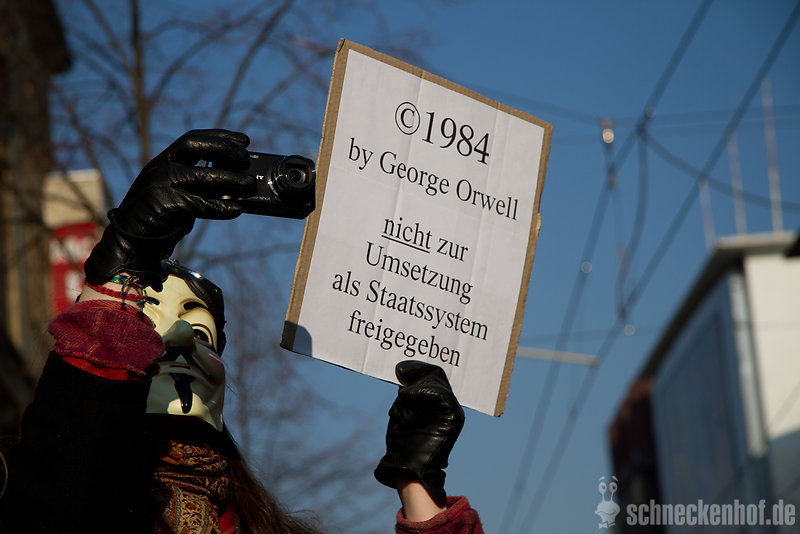 ©1984
by George Orwell
nicht zur
Umsetzung
als Staatssystem
freigegeben
schneckenhof.de